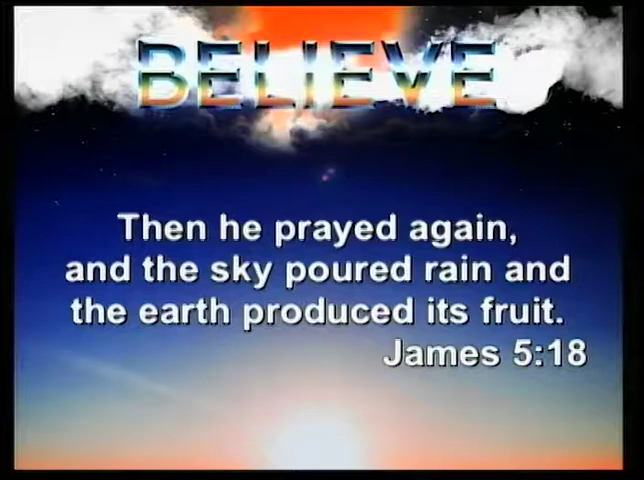 BELIEVE
Then he prayed again,
and the sky poured rain and
the earth produced its fruit.
James 5:18